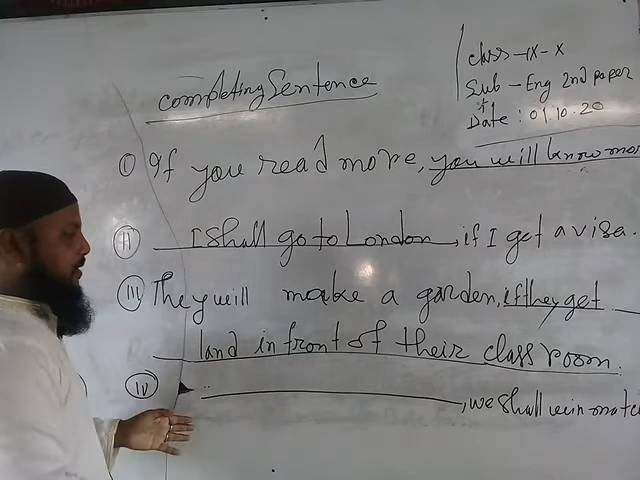 Completing Sentence
Class-IX-X
Sub-Eng 2nd paper
Date: 01.10.20
(i) If you read more, you will know mor
(ii) I shall go to London, if I get a visa.
(iii) They will make a garden, if they get
land in front of their class room.
(iv) , we shall win